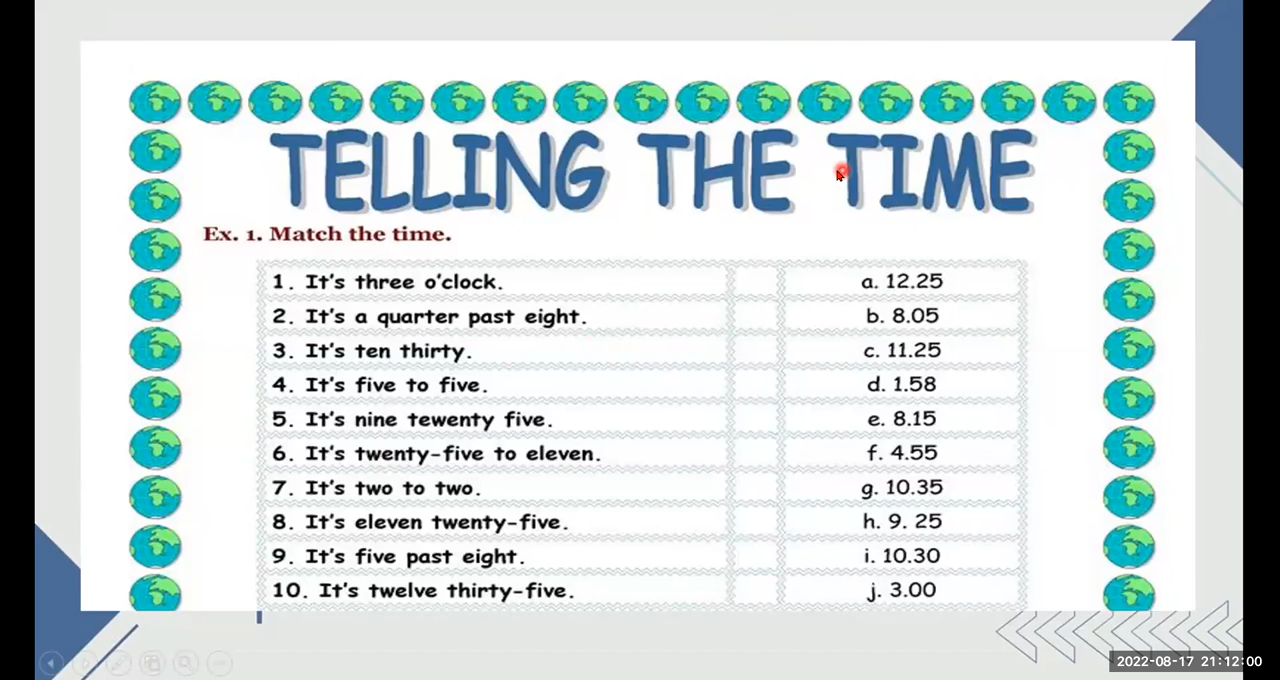 TELLING THE TIME
Ex. 1. Match the time.
1. It's three o'clock. a. 12.25
2. It's a quarter past eight. b. 8.05
3. It's ten thirty. c. 11.25
4. It's five to five. d. 1.58
5. It's nine tewenty five. e. 8.15
6. It's twenty-five to eleven. f. 4.55
7. It's two to two. g. 10.35
8. It's eleven twenty-five. h. 9. 25
9. It's five past eight. i. 10.30
10. It's twelve thirty-five. j. 3.00
2022-08-17 21:12:00